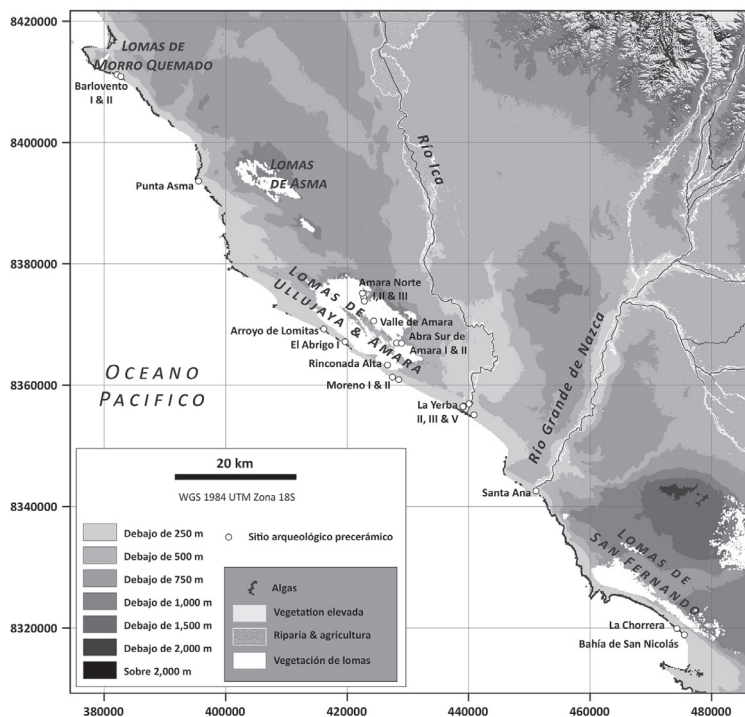 8420000
8400000
8380000
8360000
8340000
8320000
LOMAS DE
MORRO QUEMADO
Barlovento
I & II
Punta Asma
LOMAS
DE ASMA
Río Ica
LOMAS DE
ULLUJAYA & AMARA
Amara Norte
I,II & III
Valle de Amara
Abra Sur de
Amara I & II
Arroyo de Lomitas
El Abrigo I
Rinconada Alta
Moreno I & II
OCEANO
PACIFICO
La Yerba
II, III & V
Río Grande de Nazca
Santa Ana
LOMAS DE
SAN FERNANDO
La Chorrera
Bahía de San Nicolás
20 km
WGS 1984 UTM Zona 18S
Debajo de 250 m
Debajo de 500 m
Debajo de 750 m
Debajo de 1,000 m
Debajo de 1,500 m
Debajo de 2,000 m
Sobre 2,000 m
Sitio arqueológico precerámico
Algas
Vegetation elevada
Riparia & agricultura
Vegetación de lomas
380000
400000
420000
440000
460000
480000